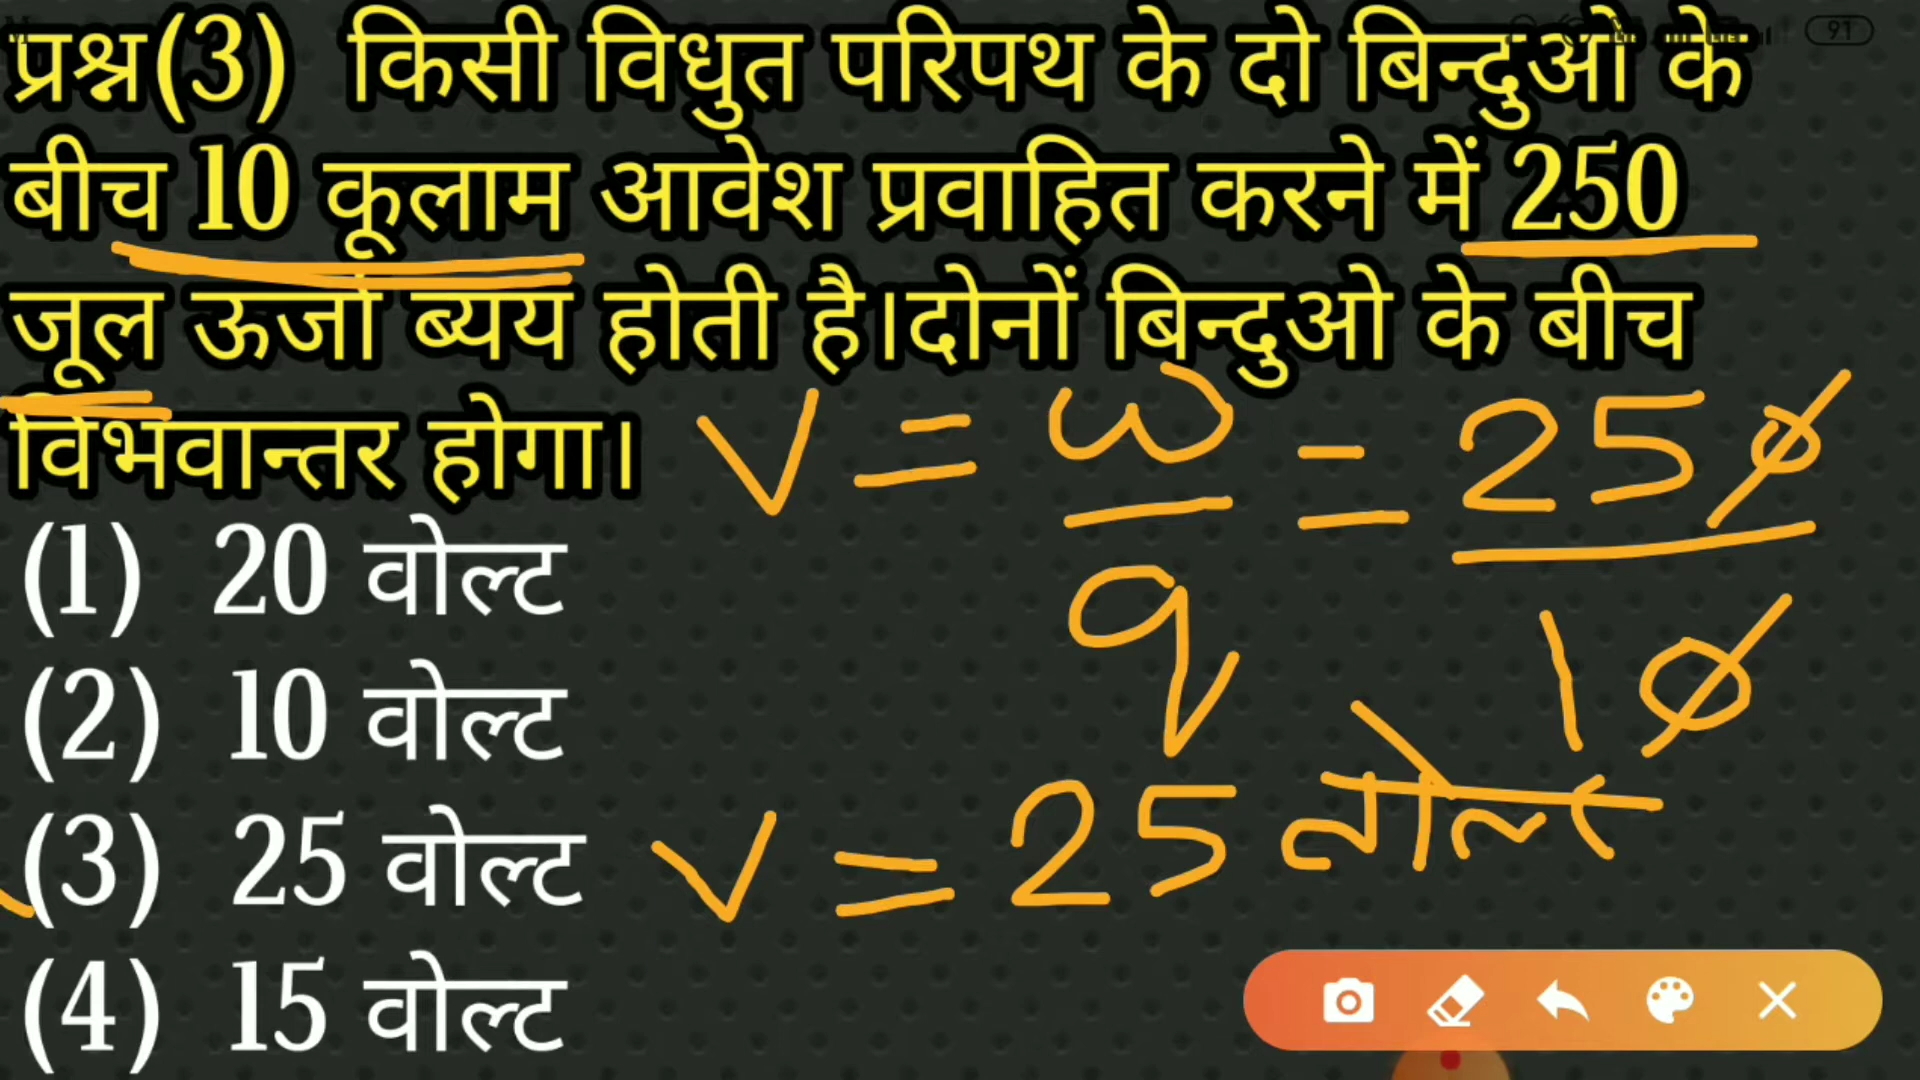 प्रश्न(3) किसी विधुत परिपथ के दो बिन्दुओ के
बीच 10 कूलाम आवेश प्रवाहित करने में 250
जूल ऊर्जा ब्यय होती है।दोनों बिन्दुओ के बीच
विभवान्तर होगा।
V = w/q = 250/10
(1) 20 वोल्ट
(2) 10 वोल्ट
(3) 25 वोल्ट
V = 25 वोल्ट
(4) 15 वोल्ट
91